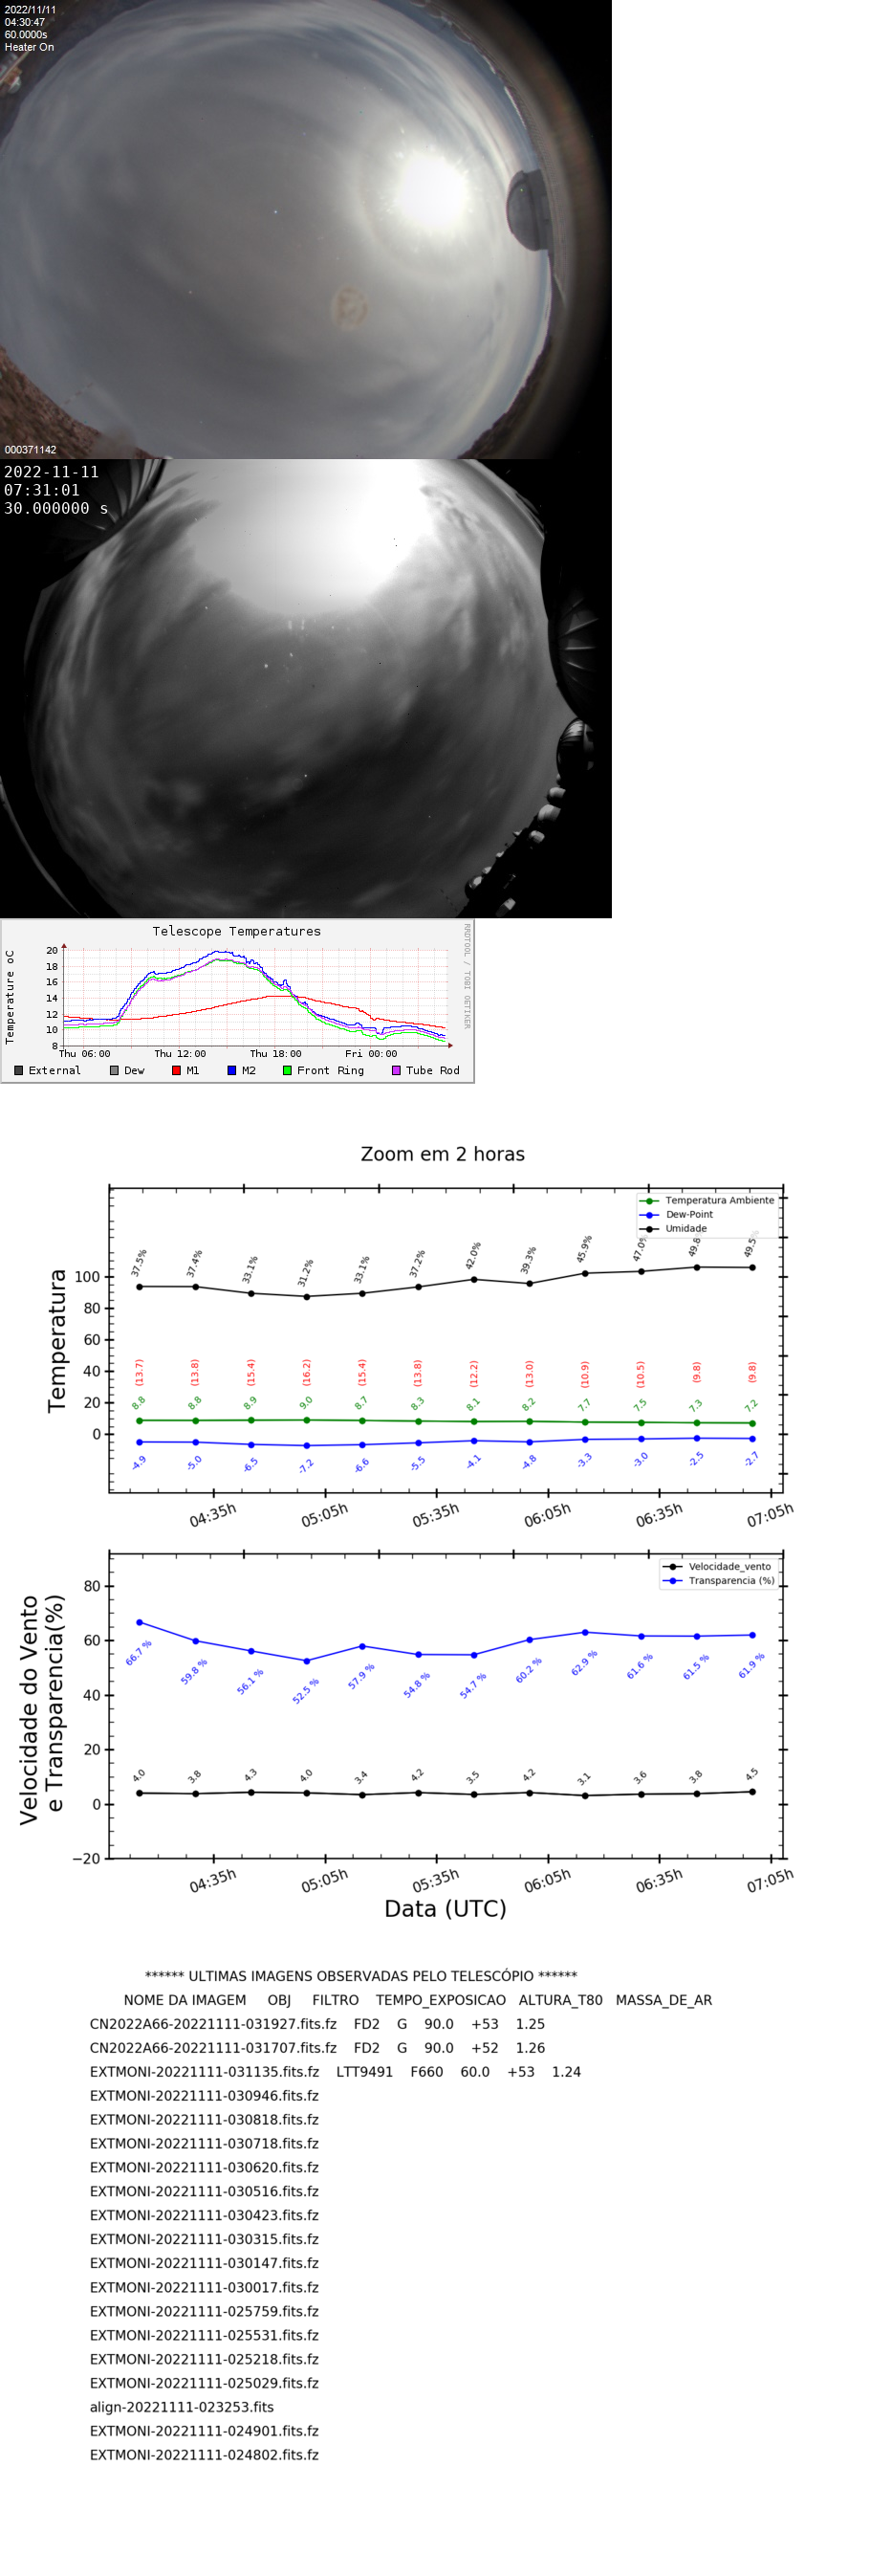 2022/11/11
04:30:47
60.0000s
Heater On
000371142
2022-11-11
07:31:01
30.000000 s
Telescope Temperatures
RRDTOOL / TOBI OETIKER
Temperature oC
20
18
16
14
12
10
8
Thu 06:00 Thu 12:00 Thu 18:00 Fri 00:00
External Dew M1 M2 Front Ring Tube Rod
Zoom em 2 horas
Temperatura Ambiente
Dew-Point
Umidade
Temperatura
100
80
60
40
20
0
37.5% 37.4% 33.1% 31.2% 33.1% 37.2% 42.0% 39.3% 45.9% 47.0% 49.8% 49.5%
(13.7) (13.8) (15.4) (16.2) (15.4) (13.8) (12.2) (13.0) (10.9) (10.5) (9.8) (9.8)
8.8 8.8 8.9 9.0 8.7 8.3 8.1 8.2 7.7 7.5 7.3 7.2
-4.9 -5.0 -6.5 -7.2 -6.6 -5.5 -4.1 -4.8 -3.3 -3.0 -2.5 -2.7
04:35h 05:05h 05:35h 06:05h 06:35h 07:05h
Velocidade_vento
Transparencia (%)
Velocidade do Vento
e Transparencia(%)
80
60
40
20
0
−20
66.7 % 59.8 % 56.1 % 52.5 % 57.9 % 54.8 % 54.7 % 60.2 % 62.9 % 61.6 % 61.5 % 61.9 %
4.0 3.8 4.3 4.0 3.4 4.2 3.5 4.2 3.1 3.6 3.8 4.5
04:35h 05:05h 05:35h 06:05h 06:35h 07:05h
Data (UTC)
****** ULTIMAS IMAGENS OBSERVADAS PELO TELESCÓPIO ******
NOME DA IMAGEM OBJ FILTRO TEMPO_EXPOSICAO ALTURA_T80 MASSA_DE_AR
CN2022A66-20221111-031927.fits.fz FD2 G 90.0 +53 1.25
CN2022A66-20221111-031707.fits.fz FD2 G 90.0 +52 1.26
EXTMONI-20221111-031135.fits.fz LTT9491 F660 60.0 +53 1.24
EXTMONI-20221111-030946.fits.fz
EXTMONI-20221111-030818.fits.fz
EXTMONI-20221111-030718.fits.fz
EXTMONI-20221111-030620.fits.fz
EXTMONI-20221111-030516.fits.fz
EXTMONI-20221111-030423.fits.fz
EXTMONI-20221111-030315.fits.fz
EXTMONI-20221111-030147.fits.fz
EXTMONI-20221111-030017.fits.fz
EXTMONI-20221111-025759.fits.fz
EXTMONI-20221111-025531.fits.fz
EXTMONI-20221111-025218.fits.fz
EXTMONI-20221111-025029.fits.fz
align-20221111-023253.fits
EXTMONI-20221111-024901.fits.fz
EXTMONI-20221111-024802.fits.fz